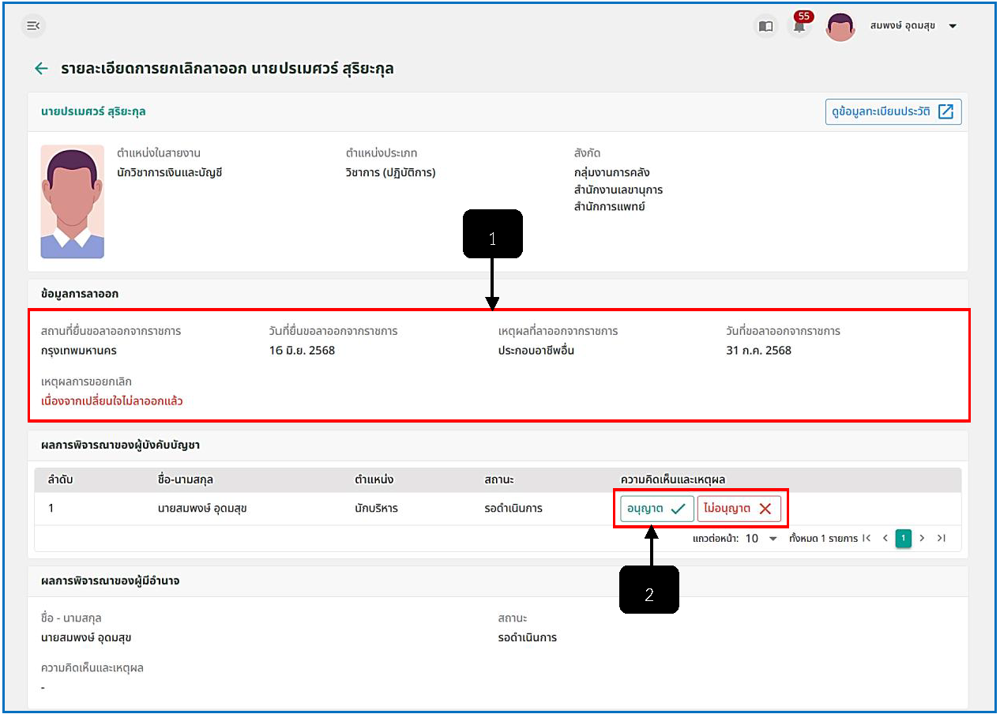 55
สมพงษ์ อุดมสุข
รายละเอียดการยกเลิกลาออก นายปรเมศวร์ สุริยะกุล
นายปรเมศวร์ สุริยะกุล
ดูข้อมูลทะเบียนประวัติ
ตำแหน่งในสายงาน ตำแหน่งประเภท สังกัด
นักวิชาการเงินและบัญชี วิชาการ (ปฏิบัติการ) กลุ่มงานการคลัง
สำนักงานเลขานุการ
สำนักการแพทย์
1
ข้อมูลการลาออก
สถานที่ยื่นขอลาออกจากราชการ วันที่ยื่นขอลาออกจากราชการ เหตุผลที่ลาออกจากราชการ วันที่ขอลาออกจากราชการ
กรุงเทพมหานคร 16 มิ.ย. 2568 ประกอบอาชีพอื่น 31 ก.ค. 2568
เหตุผลการขอยกเลิก
เนื่องจากเปลี่ยนใจไม่ลาออกแล้ว
ผลการพิจารณาของผู้บังคับบัญชา
ลำดับ ชื่อ-นามสกุล ตำแหน่ง สถานะ ความคิดเห็นและเหตุผล
1 นายสมพงษ์ อุดมสุข นักบริหาร รอดำเนินการ อนุญาต ไม่อนุญาต
แถวต่อหน้า: 10 ทั้งหมด 1 รายการ 1
ผลการพิจารณาของผู้มีอำนาจ
2
ชื่อ - นามสกุล สถานะ
นายสมพงษ์ อุดมสุข รอดำเนินการ
ความคิดเห็นและเหตุผล
-